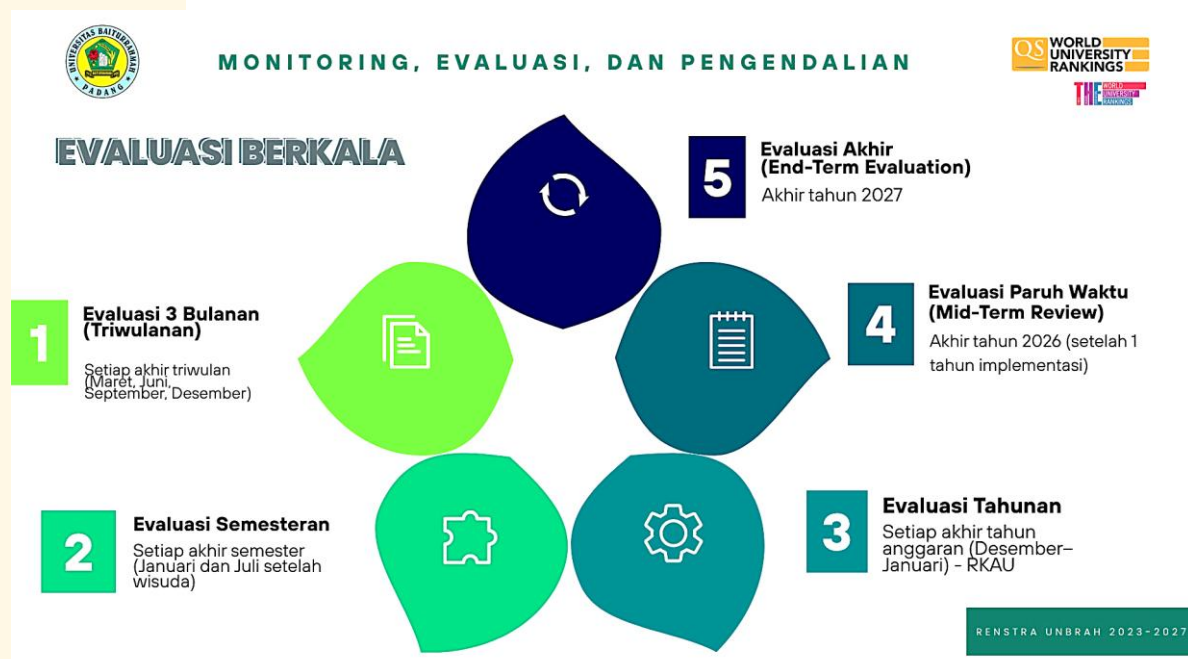 UNIVERSITAS BAITURRAHMAH
PADANG
MONITORING, EVALUASI, DAN PENGENDALIAN
QS WORLD
UNIVERSITY
RANKINGS
THE WORLD
UNIVERSITY
RANKINGS
EVALUASI BERKALA
5
Evaluasi Akhir
(End-Term Evaluation)
Akhir tahun 2027
1
Evaluasi 3 Bulanan
(Triwulanan)
Setiap akhir triwulan
(Maret, Juni,
September, Desember)
4
Evaluasi Paruh Waktu
(Mid-Term Review)
Akhir tahun 2026 (setelah 1
tahun implementasi)
2
Evaluasi Semesteran
Setiap akhir semester
(Januari dan Juli setelah
wisuda)
3
Evaluasi Tahunan
Setiap akhir tahun
anggaran (Desember–
Januari) - RKAU
RENSTRA UNBRAH 2023-2027